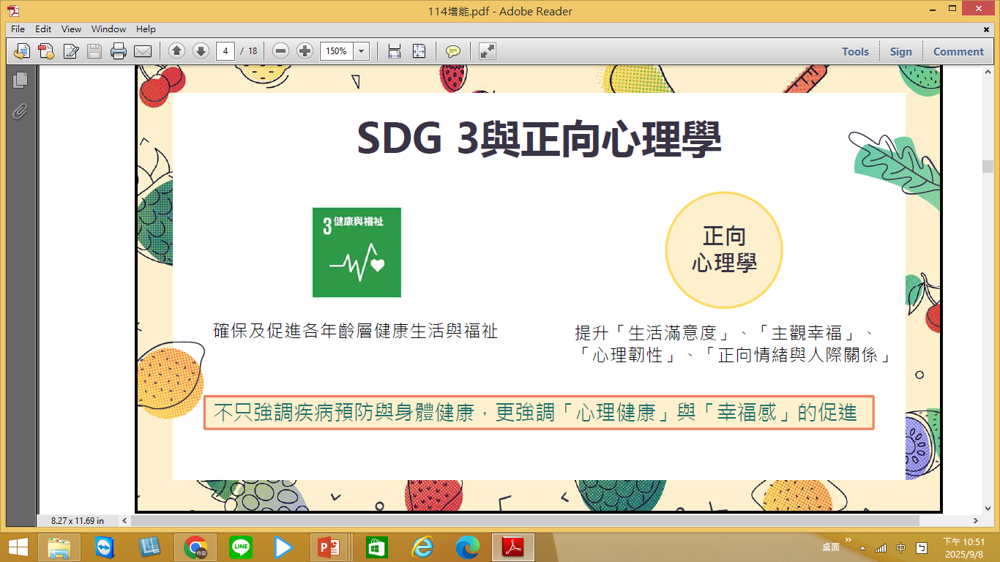 114增能.pdf - Adobe Reader
File Edit View Window Help
4 / 18 150% Tools Sign Comment
SDG 3與正向心理學
3 健康與福祉
正向
心理學
確保及促進各年齡層健康生活與福祉
提升「生活滿意度」、「主觀幸福」、
「心理韌性」、「正向情緒與人際關係」
不只強調疾病預防與身體健康，更強調「心理健康」與「幸福感」的促進
8.27 x 11.69 in
LINE
桌面
中
下午 10:51
2025/9/8